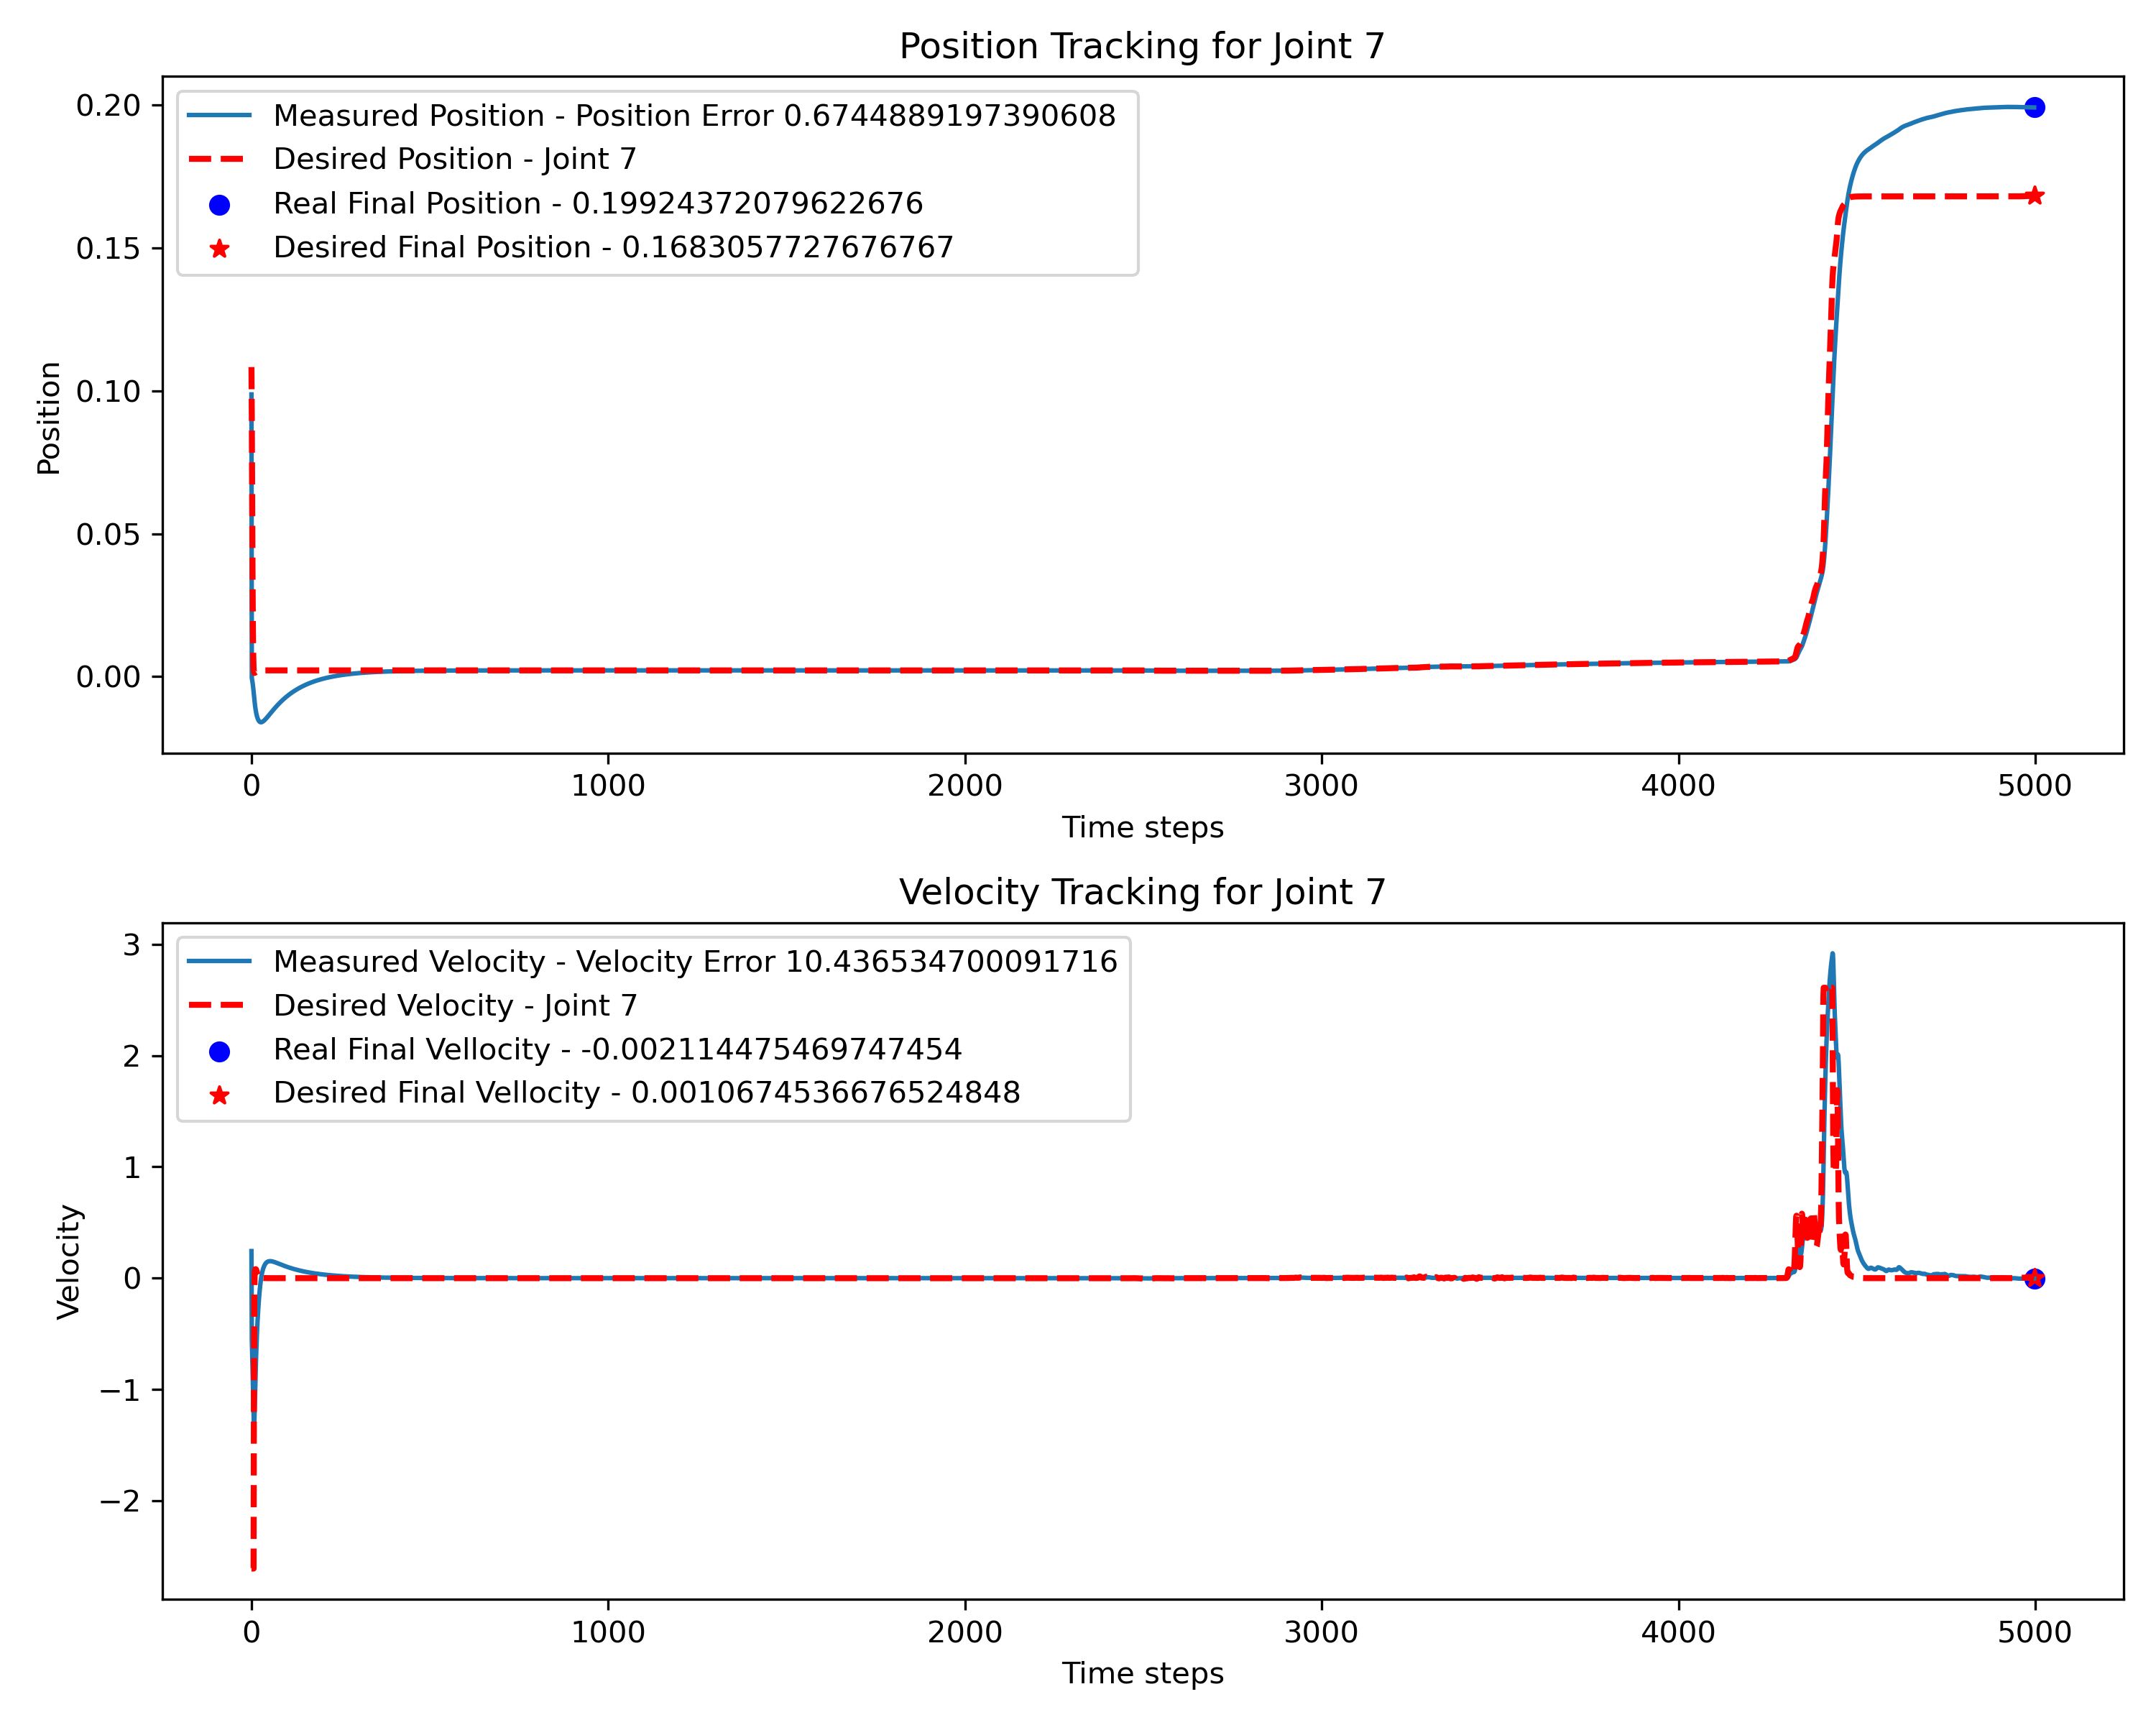 Position Tracking for Joint 7
Measured Position - Position Error 0.6744889197390608
Desired Position - Joint 7
Real Final Position - 0.19924372079622676
Desired Final Position - 0.1683057727676767
0.20
0.15
0.10
0.05
0.00
Position
0 1000 2000 3000 4000 5000
Time steps
Velocity Tracking for Joint 7
Measured Velocity - Velocity Error 10.436534700091716
Desired Velocity - Joint 7
Real Final Vellocity - -0.002114475469747454
Desired Final Vellocity - 0.0010674536676524848
3
2
1
0
−1
−2
Velocity
0 1000 2000 3000 4000 5000
Time steps